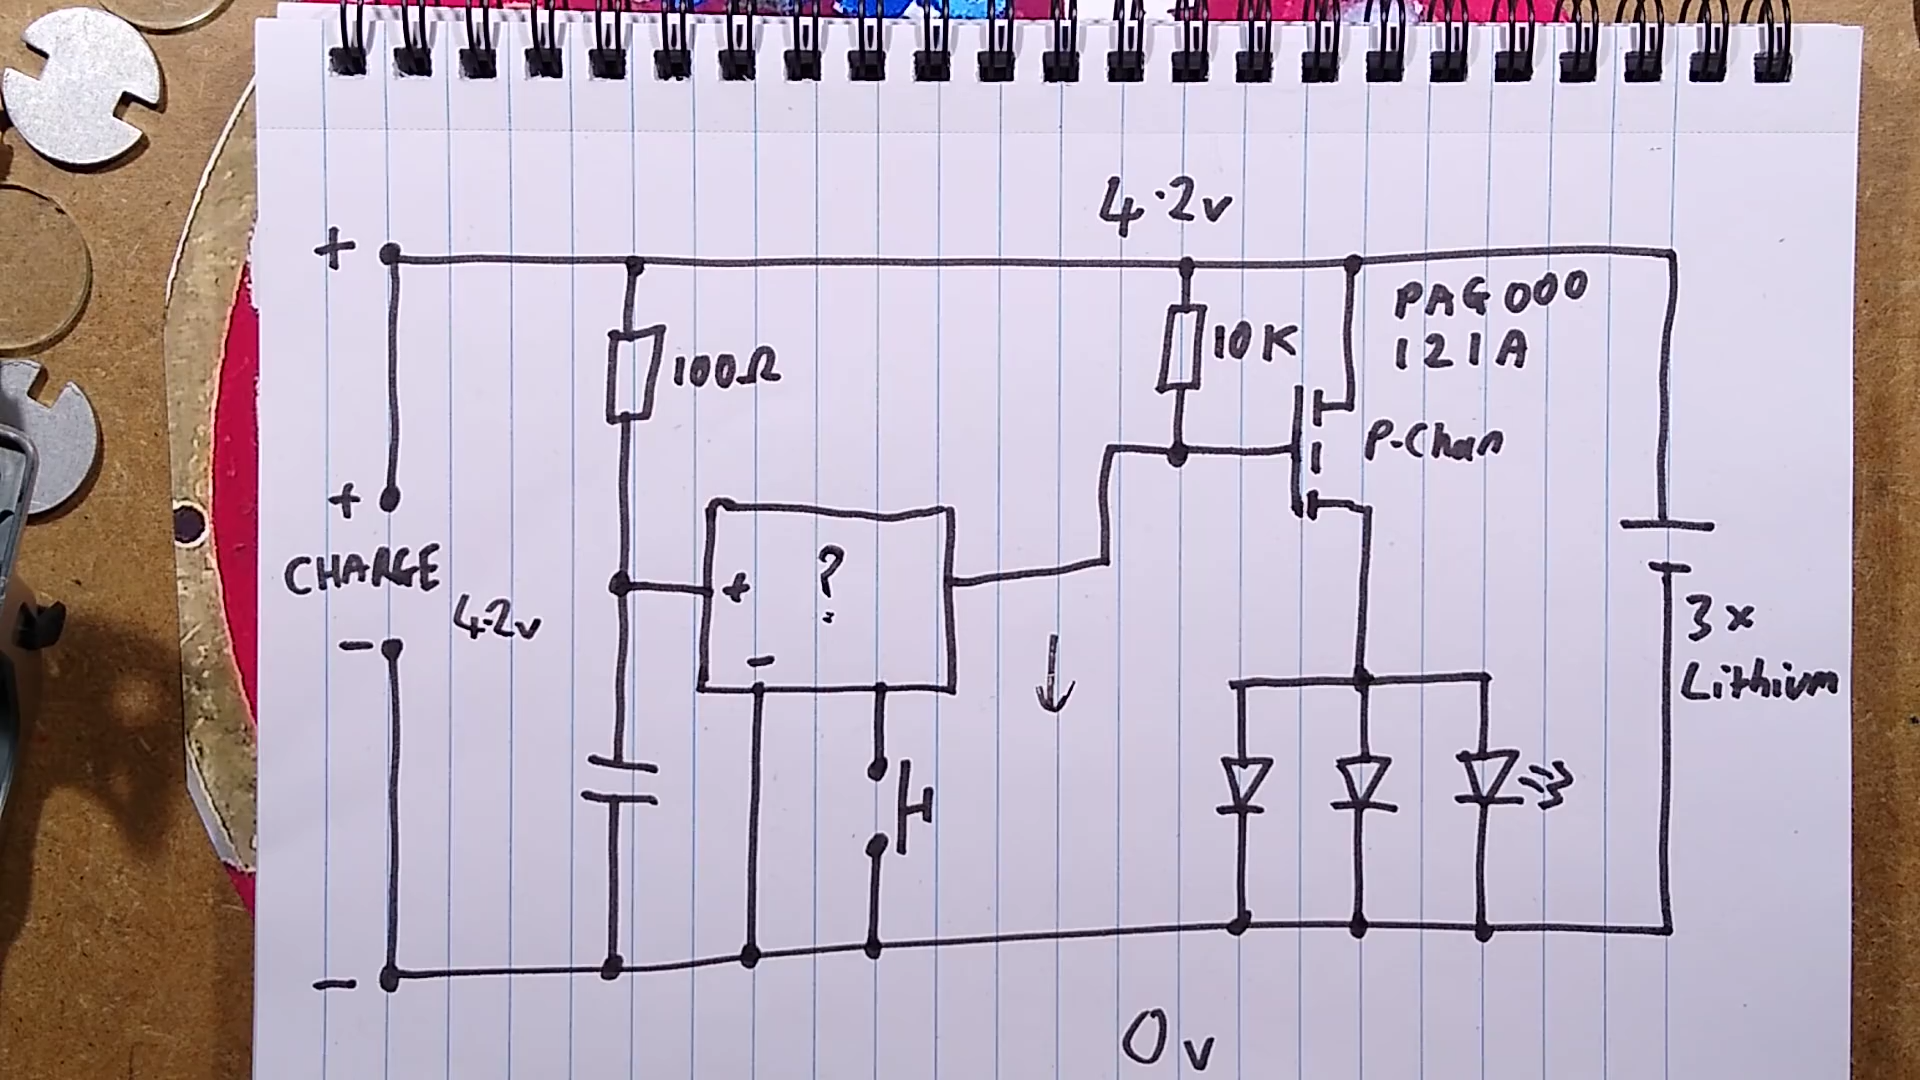 4.2v
+
PAG000
121A
100Ω
10K
P-Chan
+
CHARGE
4.2v
-
+
?
-
3x
Lithium
-
0v